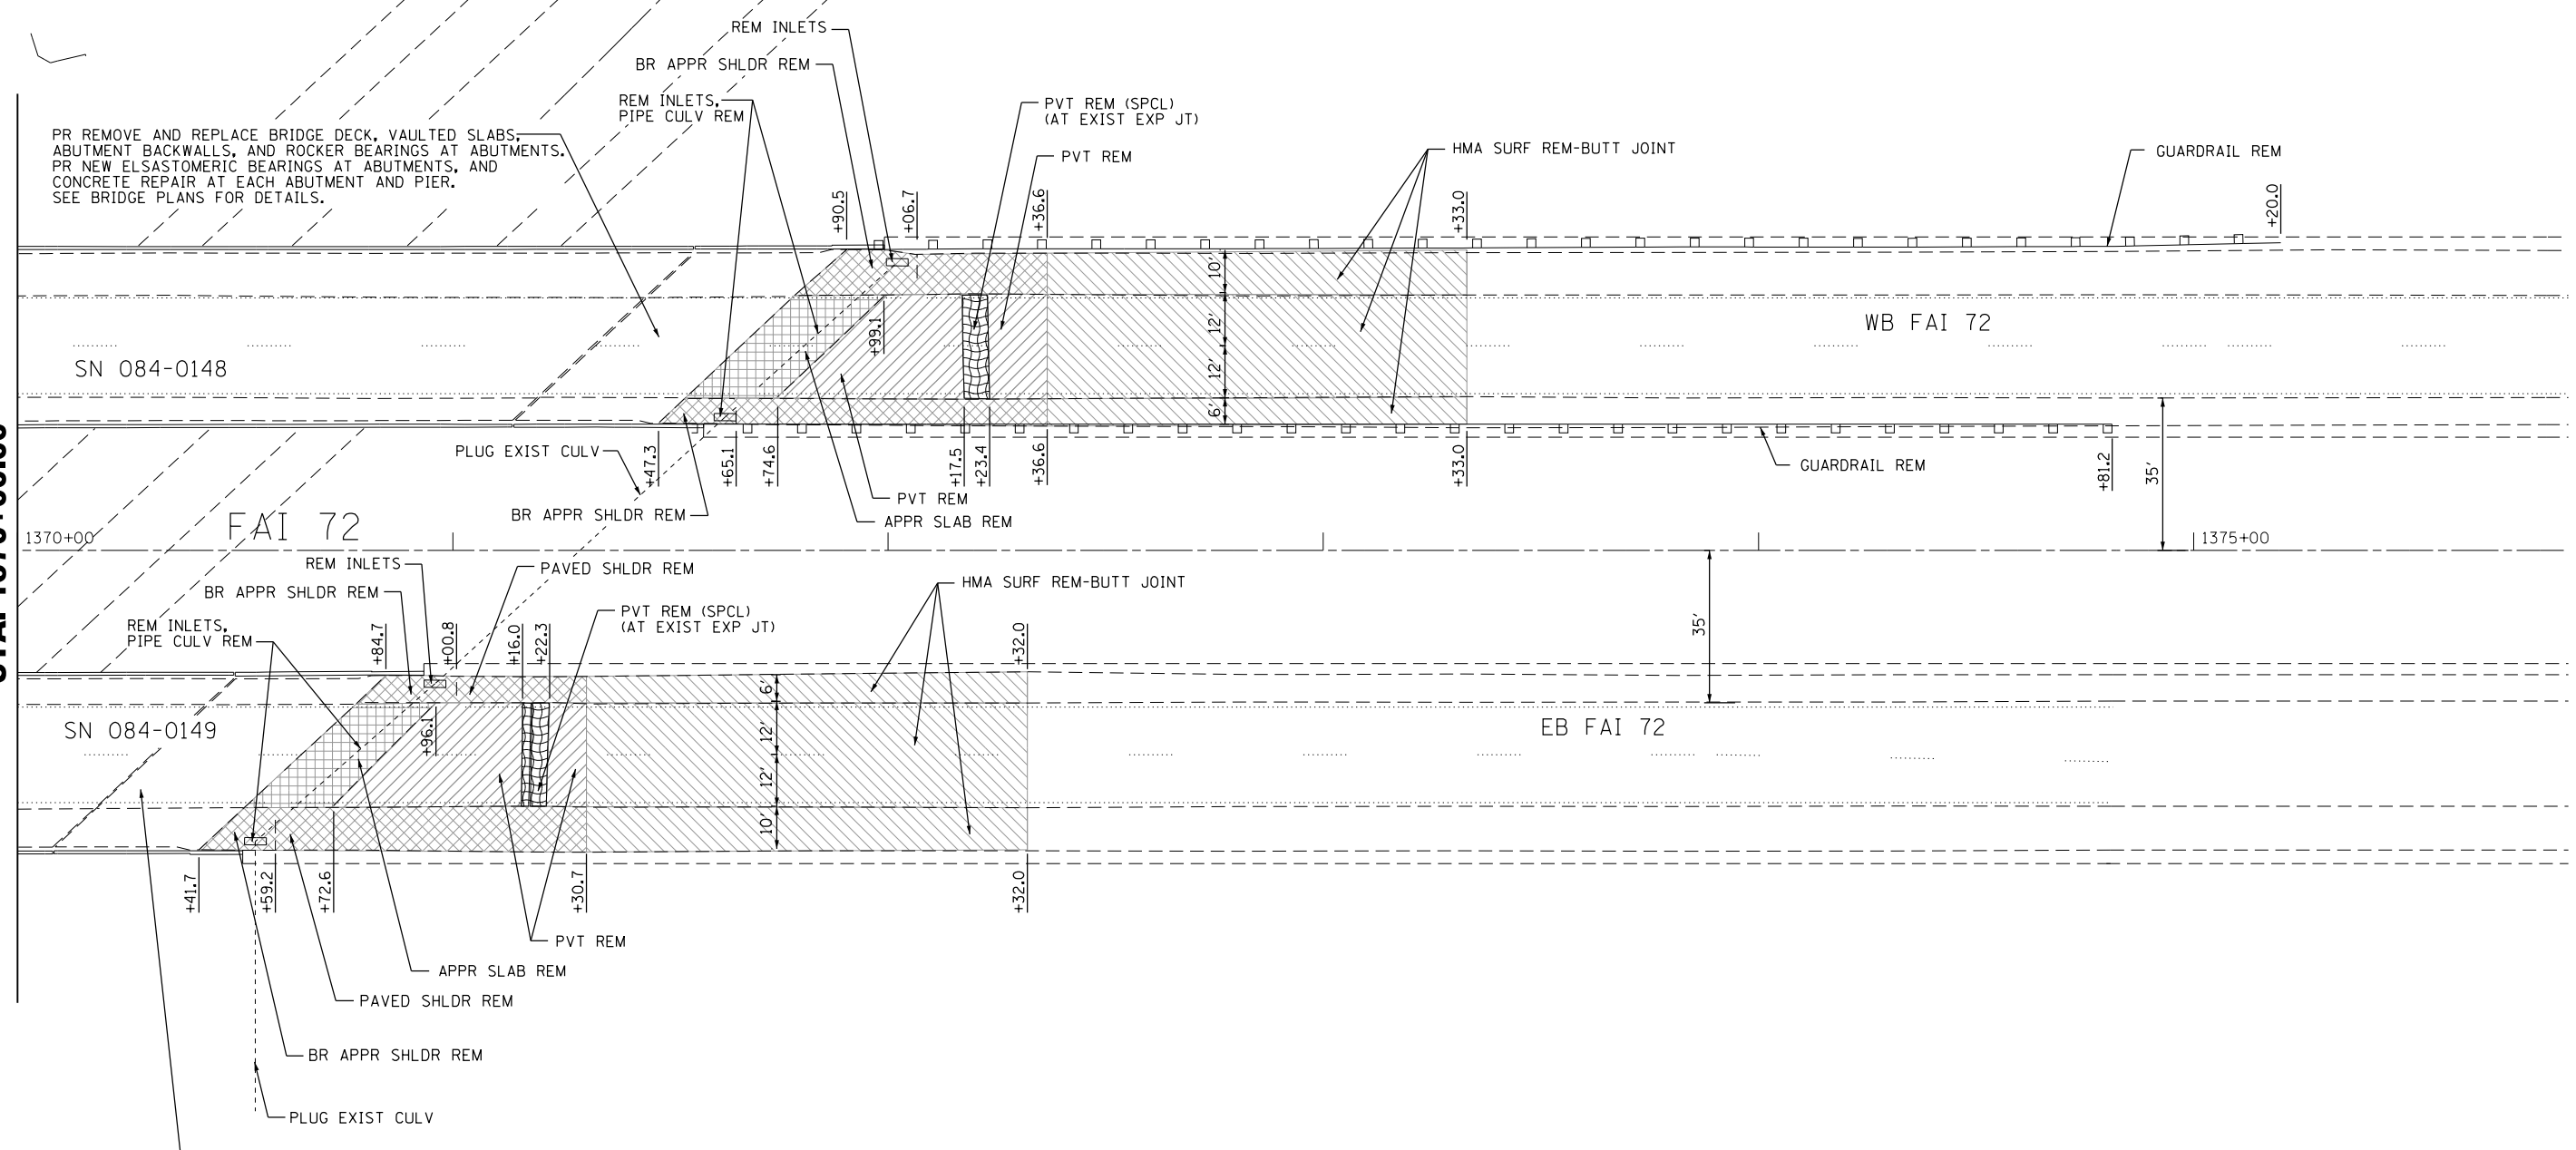 REM INLETS
BR APPR SHLDR REM
REM INLETS,
PIPE CULV REM
PVT REM (SPCL)
(AT EXIST EXP JT)
PVT REM
HMA SURF REM-BUTT JOINT
GUARDRAIL REM
PR REMOVE AND REPLACE BRIDGE DECK, VAULTED SLABS,
ABUTMENT BACKWALLS, AND ROCKER BEARINGS AT ABUTMENTS.
PR NEW ELSASTOMERIC BEARINGS AT ABUTMENTS, AND
CONCRETE REPAIR AT EACH ABUTMENT AND PIER.
SEE BRIDGE PLANS FOR DETAILS.
+90.5
+06.7
+36.6
+33.0
+20.0
10'
12'
12'
6'
+99.1
WB FAI 72
SN 084-0148
PLUG EXIST CULV
+47.3
+65.1
+74.6
+17.5
+23.4
+36.6
+33.0
GUARDRAIL REM
+81.2
35'
PVT REM
BR APPR SHLDR REM
APPR SLAB REM
FAI 72
1370+00
1375+00
REM INLETS
PAVED SHLDR REM
HMA SURF REM-BUTT JOINT
BR APPR SHLDR REM
PVT REM (SPCL)
(AT EXIST EXP JT)
REM INLETS,
PIPE CULV REM
+84.7
+00.8
+16.0
+22.3
+32.0
35'
6'
12'
12'
10'
+96.1
SN 084-0149
EB FAI 72
+41.7
+59.2
+72.6
+30.7
+32.0
PVT REM
APPR SLAB REM
PAVED SHLDR REM
BR APPR SHLDR REM
PLUG EXIST CULV